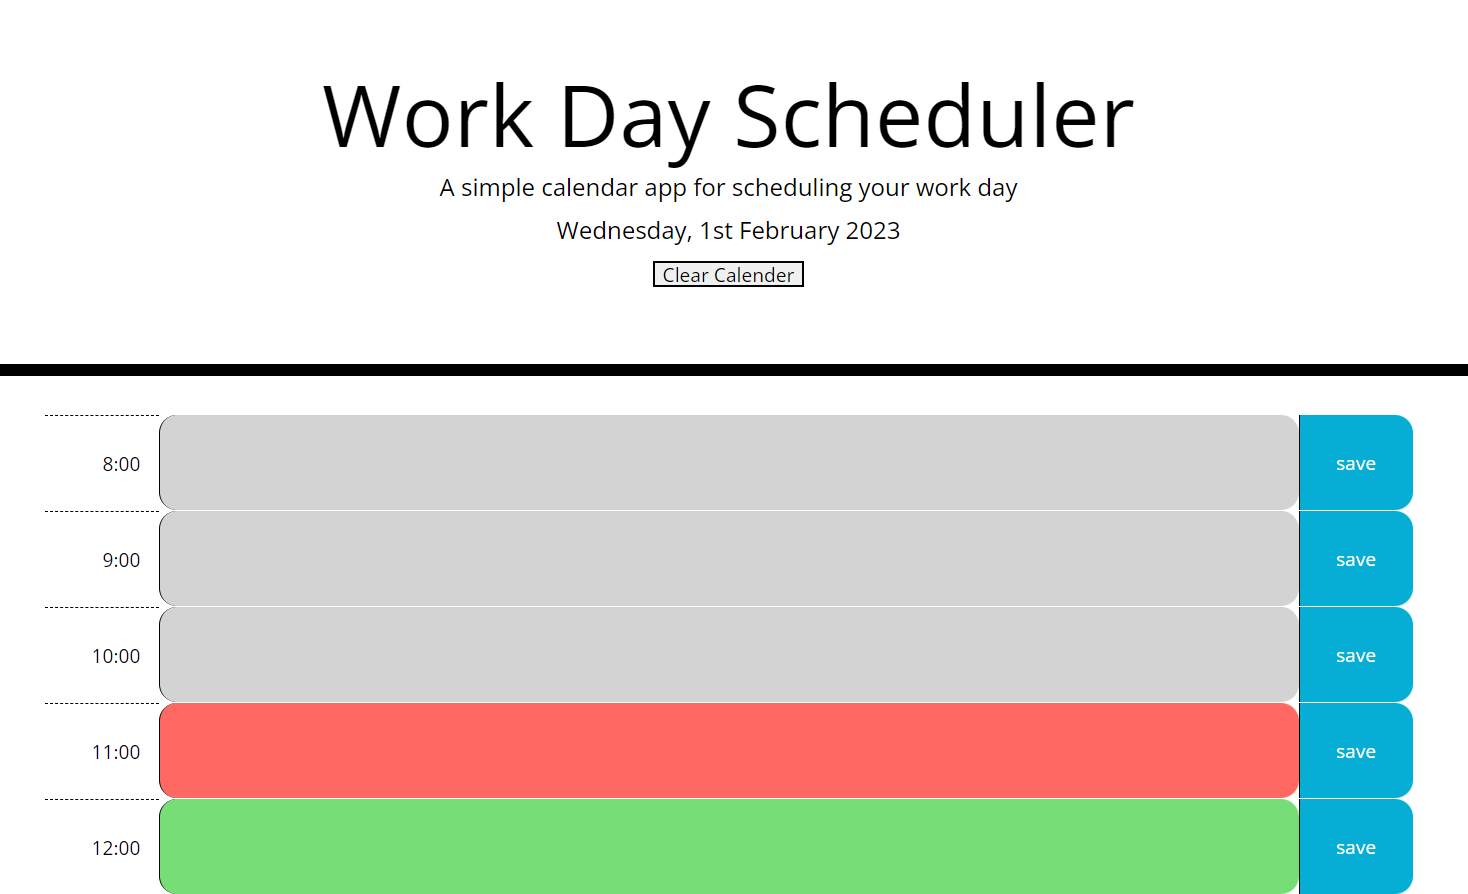 Work Day Scheduler
A simple calendar app for scheduling your work day
Wednesday, 1st February 2023
Clear Calender
8:00 save
9:00 save
10:00 save
11:00 save
12:00 save